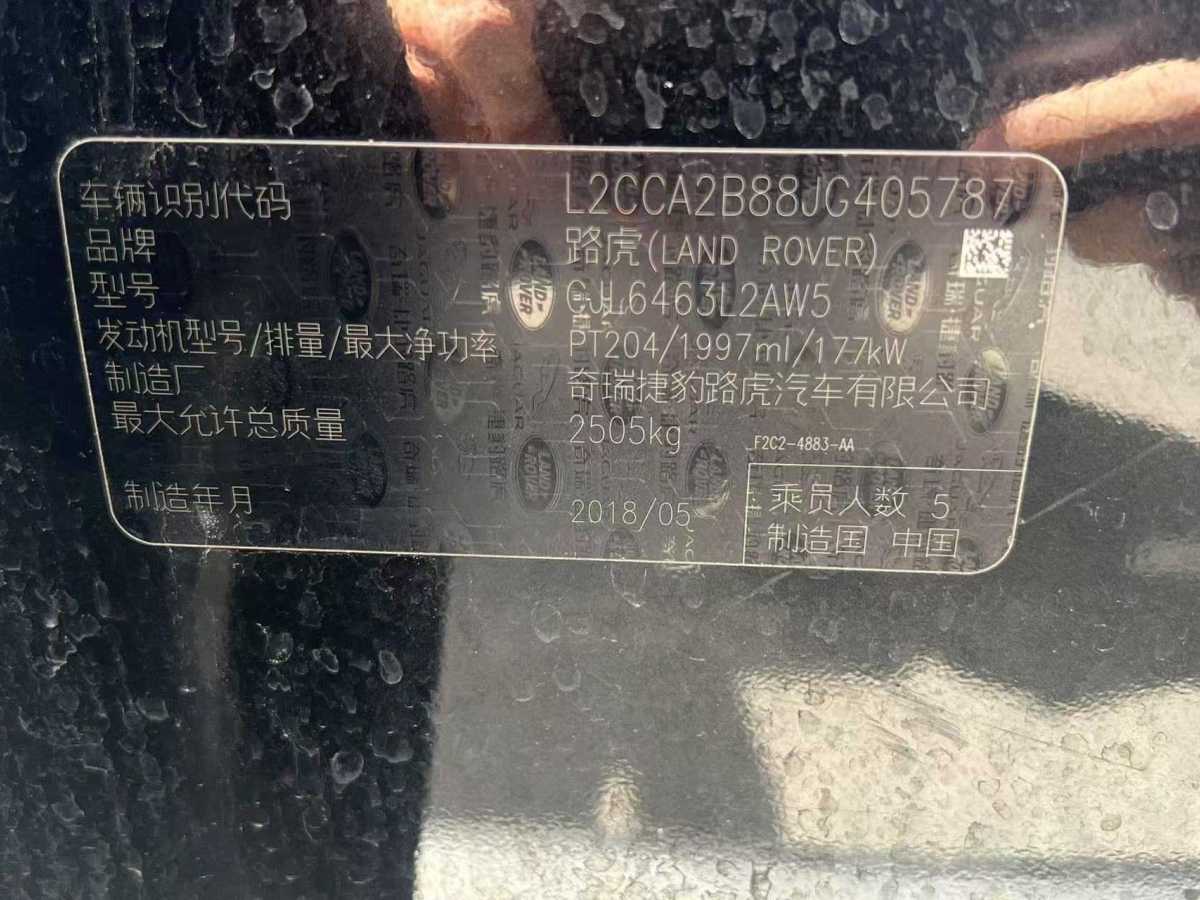 车辆识别代码 L2CCA2B88JG405787
品牌 路虎(LAND ROVER)
型号 CJL6463L2AW5
发动机型号/排量/最大净功率 PT204/1997ml/177kW
制造厂 奇瑞捷豹路虎汽车有限公司
最大允许总质量 2505kg
F2C2-4883-AA
制造年月 2018/05
乘员人数 5
制造国 中国